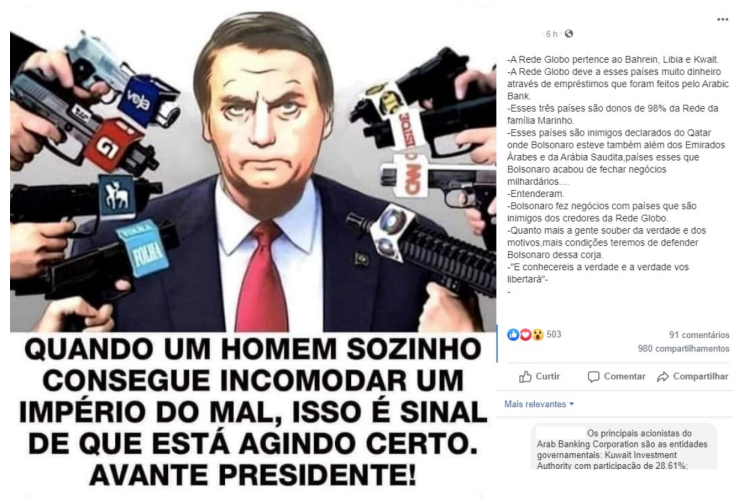 veja
G1
FOLHA
ISTOÉ
CNN
QUANDO UM HOMEM SOZINHO
CONSEGUE INCOMODAR UM
IMPÉRIO DO MAL, ISSO É SINAL
DE QUE ESTÁ AGINDO CERTO.
AVANTE PRESIDENTE!
· 6 h ·
-A Rede Globo pertence ao Bahrein, Libia e Kwait.
-A Rede Globo deve a esses países muito dinheiro
através de empréstimos que foram feitos pelo Arabic
Bank.
-Esses três países são donos de 98% da Rede da
família Marinho.
-Esses países são inimigos declarados do Qatar
onde Bolsonaro esteve também além dos Emirados
Árabes e da Arábia Saudita,países esses que
Bolsonaro acabou de fechar negócios
milhardários....
-Entenderam.
-Bolsonaro fez negócios com países que são
inimigos dos credores da Rede Globo.
-Quanto mais a gente souber da verdade e dos
motivos,mais condições teremos de defender
Bolsonaro dessa corja.
-"E conhecereis a verdade e a verdade vos
libertará"-
-
503
91 comentários
980 compartilhamentos
Curtir
Comentar
Compartilhar
Mais relevantes
Os principais acionistas do
Arab Banking Corporation são as entidades
governamentais: Kuwait Investment
Authority com participação de 28.61%;